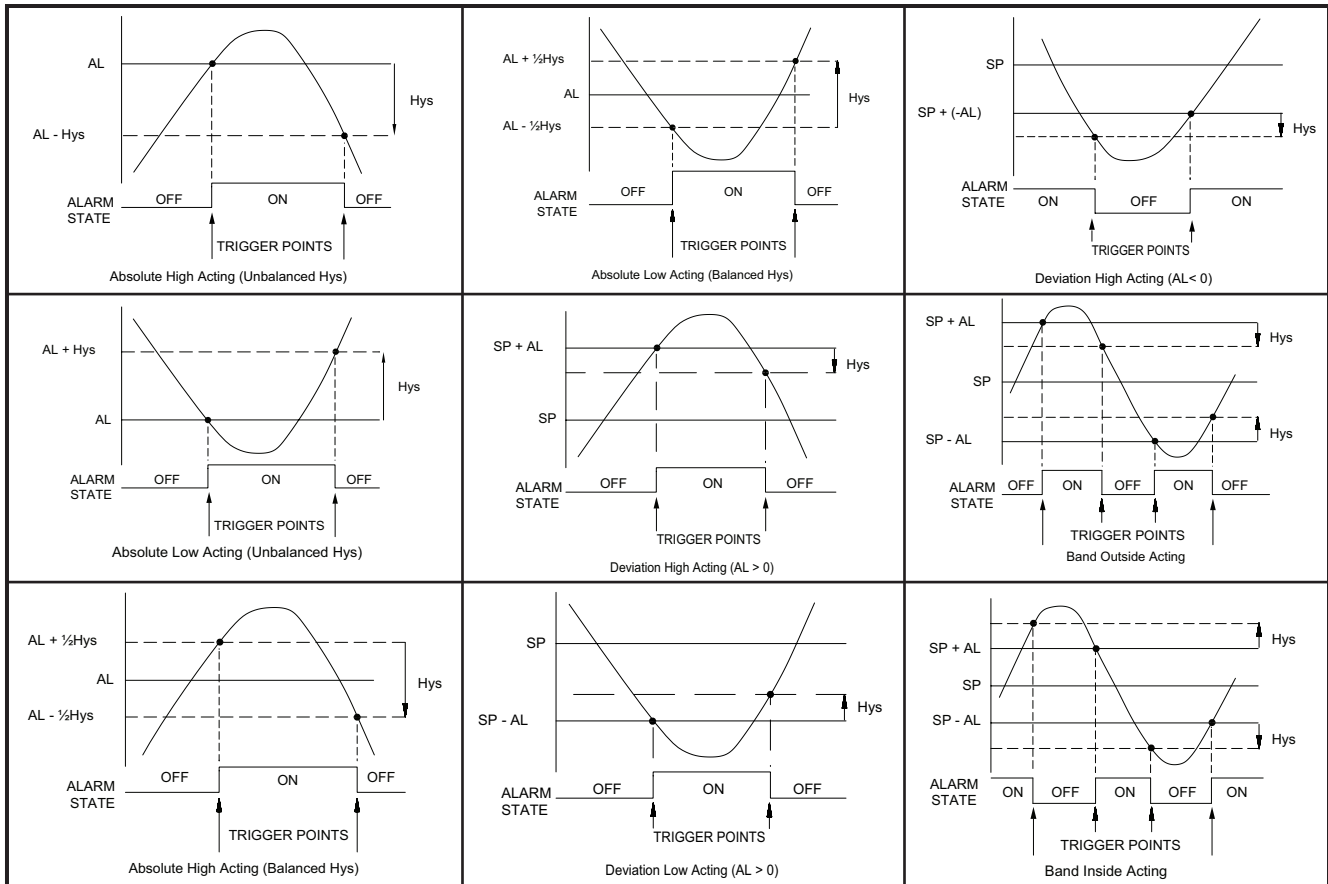 AL
AL - Hys
Hys
OFF
ON
OFF
ALARM
STATE
TRIGGER POINTS
Absolute High Acting (Unbalanced Hys)
AL + ½Hys
AL
AL - ½Hys
Hys
OFF
ON
OFF
ALARM
STATE
TRIGGER POINTS
Absolute Low Acting (Balanced Hys)
SP
SP + (-AL)
Hys
ALARM
STATE
ON
OFF
ON
TRIGGER POINTS
Deviation High Acting (AL< 0)
AL + Hys
AL
Hys
ALARM
STATE
OFF
ON
OFF
TRIGGER POINTS
Absolute Low Acting (Unbalanced Hys)
SP + AL
SP
Hys
ALARM
STATE
OFF
ON
OFF
TRIGGER POINTS
Deviation High Acting (AL > 0)
SP + AL
Hys
SP
SP - AL
Hys
ALARM
STATE
OFF
ON
OFF
ON
OFF
TRIGGER POINTS
Band Outside Acting
AL + ½Hys
AL
AL - ½Hys
Hys
ALARM
STATE
OFF
ON
OFF
TRIGGER POINTS
Absolute High Acting (Balanced Hys)
SP
SP - AL
Hys
ALARM
STATE
OFF
ON
OFF
TRIGGER POINTS
Deviation Low Acting (AL > 0)
Hys
SP + AL
SP
SP - AL
Hys
ALARM
STATE
ON
OFF
ON
OFF
ON
TRIGGER POINTS
Band Inside Acting